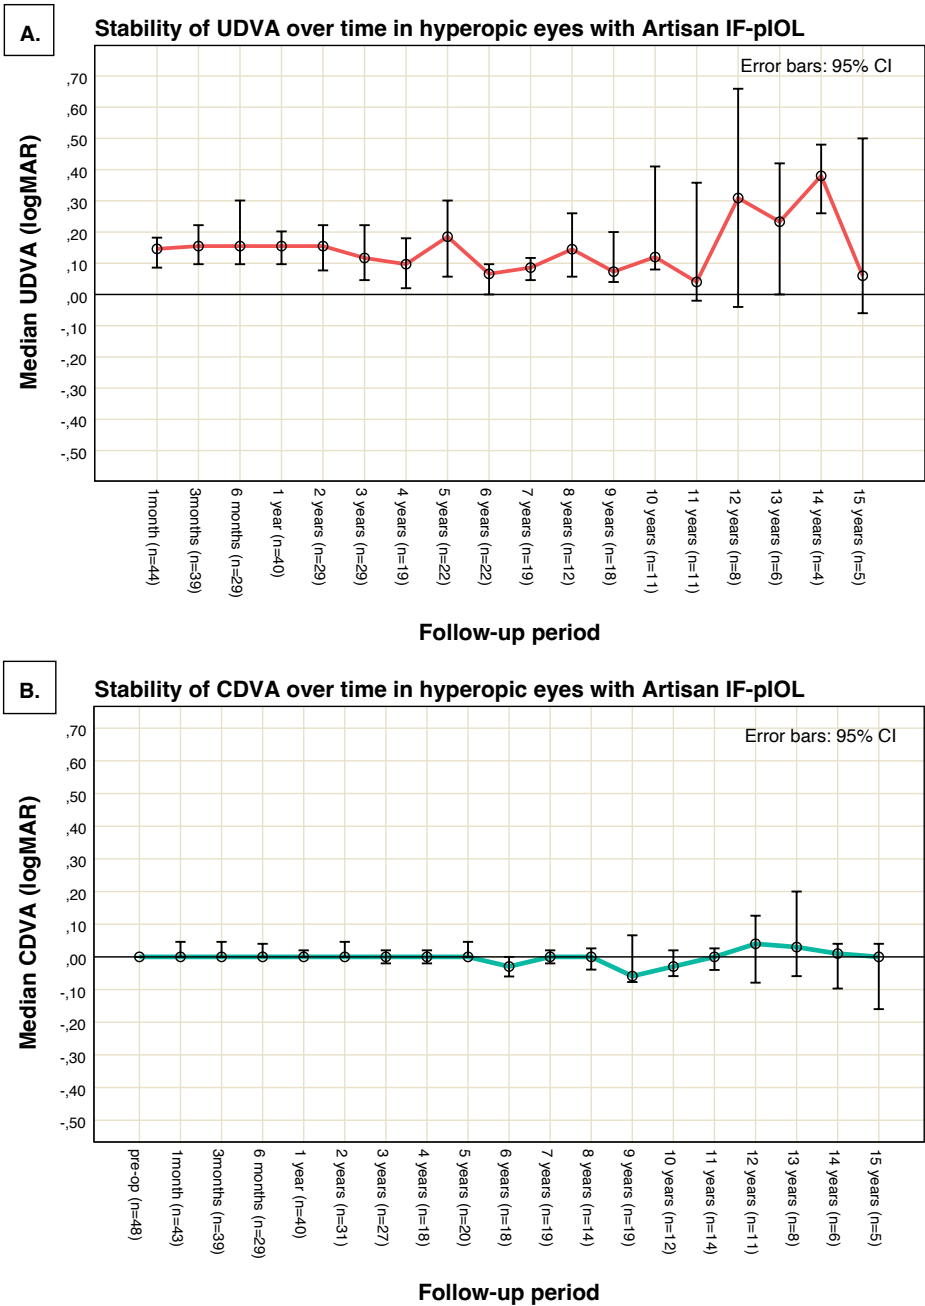 A.
Stability of UDVA over time in hyperopic eyes with Artisan IF-pIOL
Error bars: 95% CI
Median UDVA (logMAR)
,70
,60
,50
,40
,30
,20
,10
,00
-,10
-,20
-,30
-,40
-,50
1month (n=44)
3months (n=39)
6 months (n=29)
1 year (n=40)
2 years (n=29)
3 years (n=29)
4 years (n=19)
5 years (n=22)
6 years (n=22)
7 years (n=19)
8 years (n=12)
9 years (n=18)
10 years (n=11)
11 years (n=11)
12 years (n=8)
13 years (n=6)
14 years (n=4)
15 years (n=5)
Follow-up period
B.
Stability of CDVA over time in hyperopic eyes with Artisan IF-pIOL
Error bars: 95% CI
Median CDVA (logMAR)
,70
,60
,50
,40
,30
,20
,10
,00
-,10
-,20
-,30
-,40
-,50
pre-op (n=48)
1month (n=43)
3months (n=39)
6 months (n=29)
1 year (n=40)
2 years (n=31)
3 years (n=27)
4 years (n=18)
5 years (n=20)
6 years (n=18)
7 years (n=19)
8 years (n=14)
9 years (n=19)
10 years (n=12)
11 years (n=14)
12 years (n=11)
13 years (n=8)
14 years (n=6)
15 years (n=5)
Follow-up period